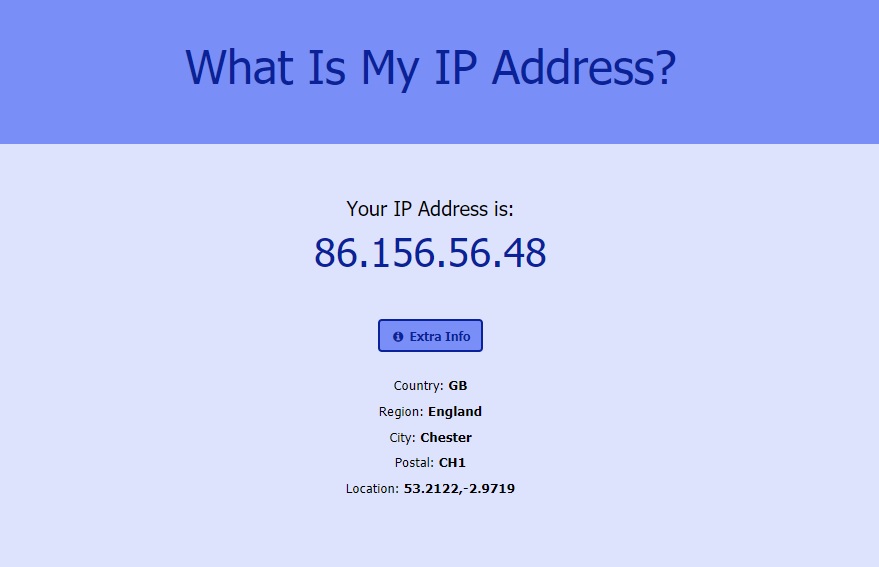 What Is My IP Address?
Your IP Address is:
86.156.56.48
Extra Info
Country: GB
Region: England
City: Chester
Postal: CH1
Location: 53.2122,-2.9719